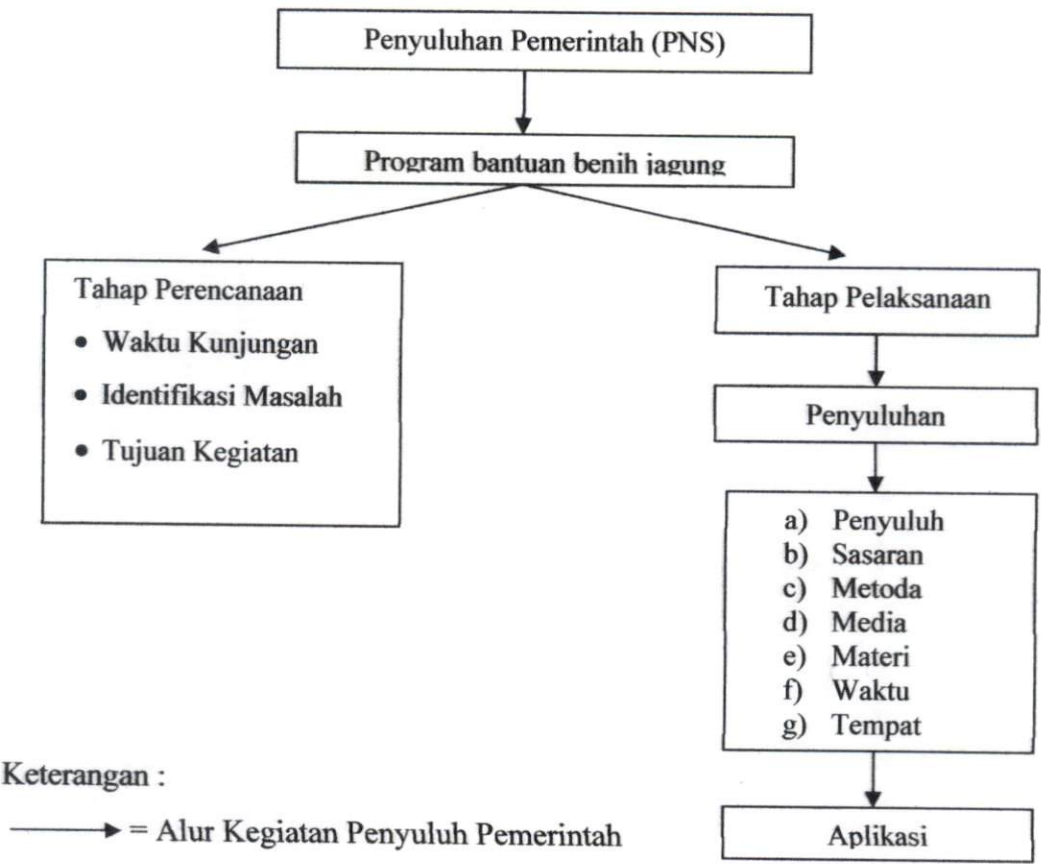 Penyuluhan Pemerintah (PNS)
Program bantuan benih jagung
Tahap Perencanaan
• Waktu Kunjungan
• Identifikasi Masalah
• Tujuan Kegiatan
Tahap Pelaksanaan
Penyuluhan
a) Penyuluh
b) Sasaran
c) Metoda
d) Media
e) Materi
f) Waktu
g) Tempat
Aplikasi
Keterangan :
= Alur Kegiatan Penyuluh Pemerintah